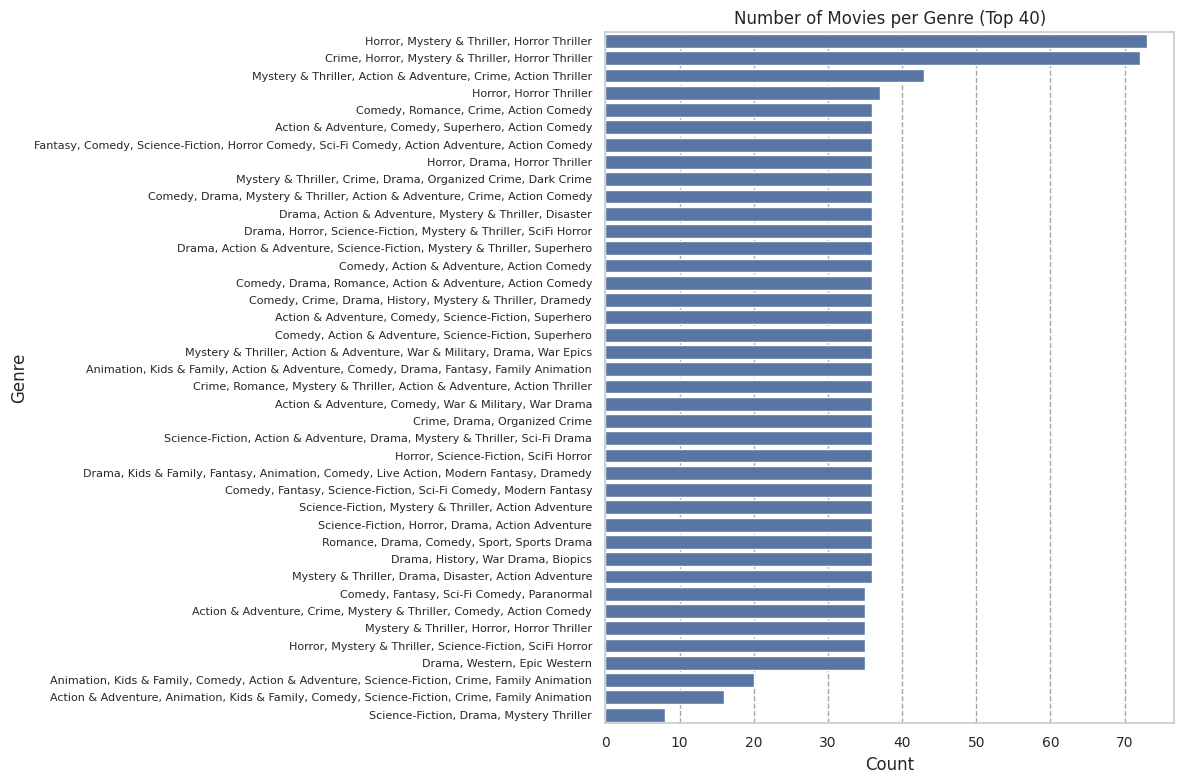 Number of Movies per Genre (Top 40)
Horror, Mystery & Thriller, Horror Thriller
Crime, Horror, Mystery & Thriller, Horror Thriller
Mystery & Thriller, Action & Adventure, Crime, Action Thriller
Horror, Horror Thriller
Comedy, Romance, Crime, Action Comedy
Action & Adventure, Comedy, Superhero, Action Comedy
Fantasy, Comedy, Science-Fiction, Horror Comedy, Sci-Fi Comedy, Action Adventure, Action Comedy
Horror, Drama, Horror Thriller
Mystery & Thriller, Crime, Drama, Organized Crime, Dark Crime
Comedy, Drama, Mystery & Thriller, Action & Adventure, Crime, Action Comedy
Drama, Action & Adventure, Mystery & Thriller, Disaster
Drama, Horror, Science-Fiction, Mystery & Thriller, SciFi Horror
Drama, Action & Adventure, Science-Fiction, Mystery & Thriller, Superhero
Comedy, Action & Adventure, Action Comedy
Comedy, Drama, Romance, Action & Adventure, Action Comedy
Comedy, Crime, Drama, History, Mystery & Thriller, Dramedy
Action & Adventure, Comedy, Science-Fiction, Superhero
Comedy, Action & Adventure, Science-Fiction, Superhero
Mystery & Thriller, Action & Adventure, War & Military, Drama, War Epics
Animation, Kids & Family, Action & Adventure, Comedy, Drama, Fantasy, Family Animation
Crime, Romance, Mystery & Thriller, Action & Adventure, Action Thriller
Action & Adventure, Comedy, War & Military, War Drama
Crime, Drama, Organized Crime
Science-Fiction, Action & Adventure, Drama, Mystery & Thriller, Sci-Fi Drama
Horror, Science-Fiction, SciFi Horror
Drama, Kids & Family, Fantasy, Animation, Comedy, Live Action, Modern Fantasy, Dramedy
Comedy, Fantasy, Science-Fiction, Sci-Fi Comedy, Modern Fantasy
Science-Fiction, Mystery & Thriller, Action Adventure
Science-Fiction, Horror, Drama, Action Adventure
Romance, Drama, Comedy, Sport, Sports Drama
Drama, History, War Drama, Biopics
Mystery & Thriller, Drama, Disaster, Action Adventure
Comedy, Fantasy, Sci-Fi Comedy, Paranormal
Action & Adventure, Crime, Mystery & Thriller, Comedy, Action Comedy
Mystery & Thriller, Horror, Horror Thriller
Horror, Mystery & Thriller, Science-Fiction, SciFi Horror
Drama, Western, Epic Western
Animation, Kids & Family, Comedy, Action & Adventure, Science-Fiction, Crime, Family Animation
Action & Adventure, Animation, Kids & Family, Comedy, Science-Fiction, Crime, Family Animation
Science-Fiction, Drama, Mystery Thriller
Genre
0 10 20 30 40 50 60 70
Count